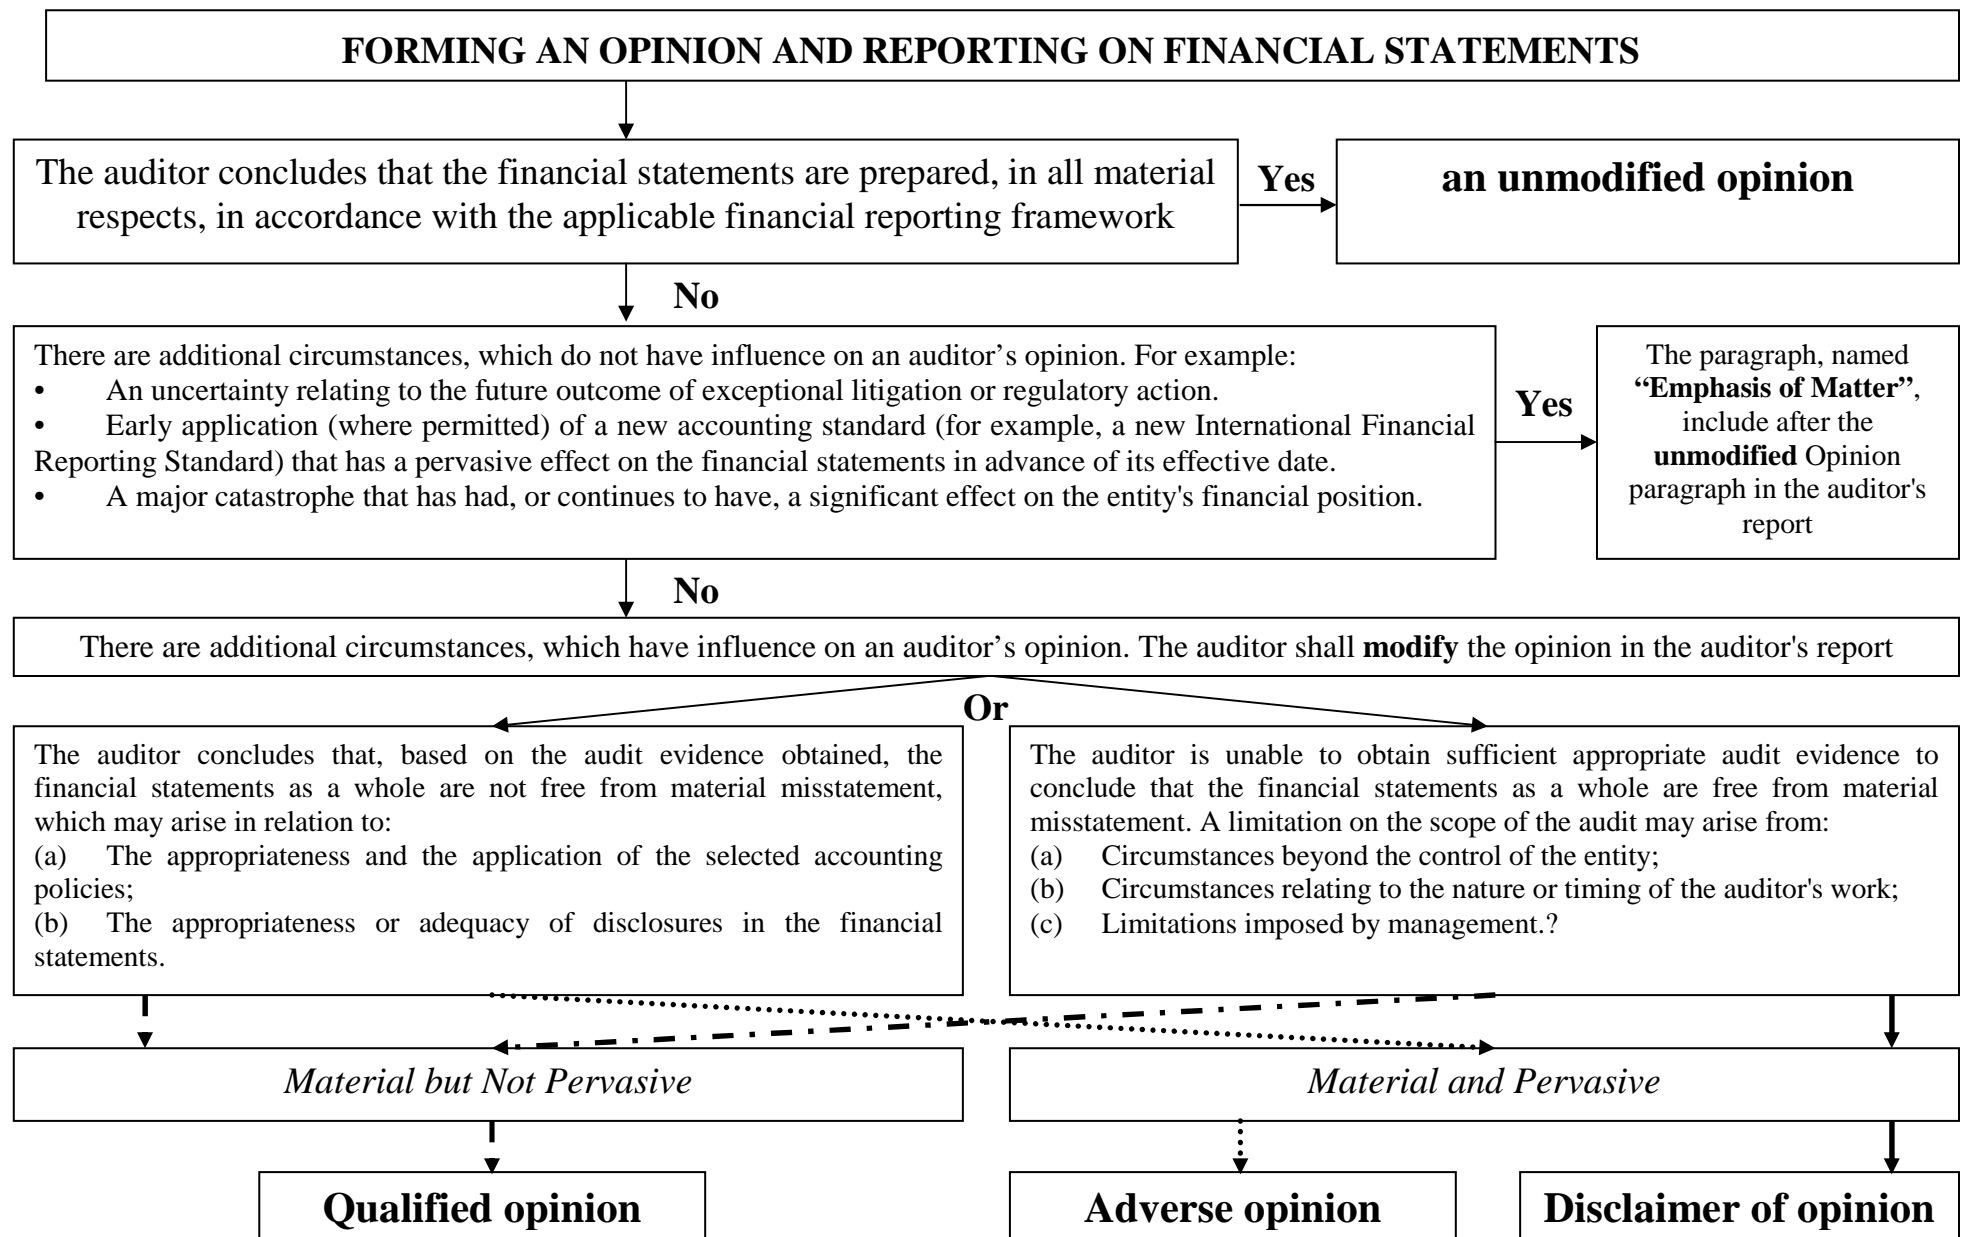 FORMING AN OPINION AND REPORTING ON FINANCIAL STATEMENTS
The auditor concludes that the financial statements are prepared, in all material
respects, in accordance with the applicable financial reporting framework
Yes
an unmodified opinion
No
There are additional circumstances, which do not have influence on an auditor’s opinion. For example:
• An uncertainty relating to the future outcome of exceptional litigation or regulatory action.
• Early application (where permitted) of a new accounting standard (for example, a new International Financial
Reporting Standard) that has a pervasive effect on the financial statements in advance of its effective date.
• A major catastrophe that has had, or continues to have, a significant effect on the entity's financial position.
Yes
The paragraph, named
“Emphasis of Matter”,
include after the
unmodified Opinion
paragraph in the auditor's
report
No
There are additional circumstances, which have influence on an auditor’s opinion. The auditor shall modify the opinion in the auditor's report
Or
The auditor concludes that, based on the audit evidence obtained, the
financial statements as a whole are not free from material misstatement,
which may arise in relation to:
(a) The appropriateness and the application of the selected accounting
policies;
(b) The appropriateness or adequacy of disclosures in the financial
statements.
The auditor is unable to obtain sufficient appropriate audit evidence to
conclude that the financial statements as a whole are free from material
misstatement. A limitation on the scope of the audit may arise from:
(a) Circumstances beyond the control of the entity;
(b) Circumstances relating to the nature or timing of the auditor's work;
(c) Limitations imposed by management.?
Material but Not Pervasive
Material and Pervasive
Qualified opinion
Adverse opinion
Disclaimer of opinion